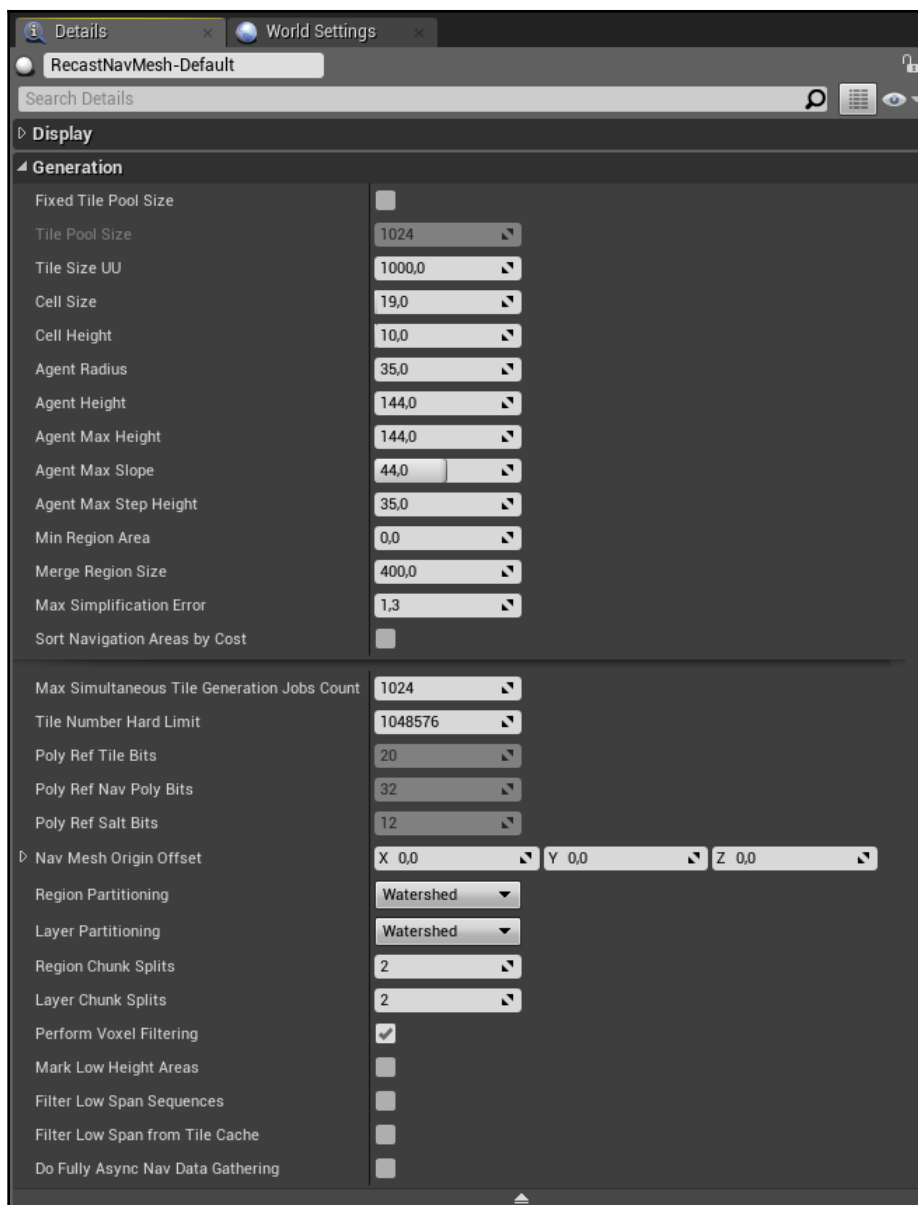 Details
World Settings
RecastNavMesh-Default
Search Details
Display
Generation
Fixed Tile Pool Size
Tile Pool Size 1024
Tile Size UU 1000,0
Cell Size 19,0
Cell Height 10,0
Agent Radius 35,0
Agent Height 144,0
Agent Max Height 144,0
Agent Max Slope 44,0
Agent Max Step Height 35,0
Min Region Area 0,0
Merge Region Size 400,0
Max Simplification Error 1,3
Sort Navigation Areas by Cost
Max Simultaneous Tile Generation Jobs Count 1024
Tile Number Hard Limit 1048576
Poly Ref Tile Bits 20
Poly Ref Nav Poly Bits 32
Poly Ref Salt Bits 12
Nav Mesh Origin Offset X 0,0 Y 0,0 Z 0,0
Region Partitioning Watershed
Layer Partitioning Watershed
Region Chunk Splits 2
Layer Chunk Splits 2
Perform Voxel Filtering
Mark Low Height Areas
Filter Low Span Sequences
Filter Low Span from Tile Cache
Do Fully Async Nav Data Gathering